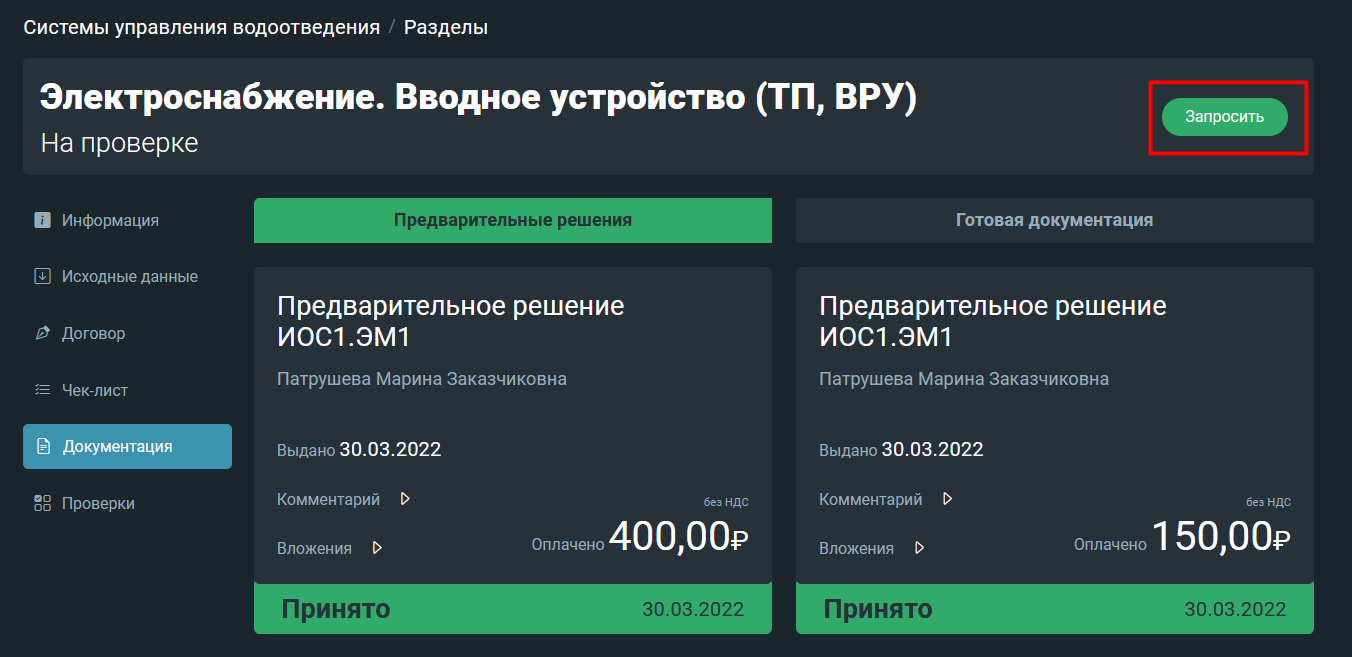 Системы управления водоотведения / Разделы
Электроснабжение. Вводное устройство (ТП, ВРУ)
На проверке
Запросить
Информация
Исходные данные
Договор
Чек-лист
Документация
Проверки
Предварительные решения
Готовая документация
Предварительное решение
ИОС1.ЭМ1
Патрушева Марина Заказчиковна
Выдано 30.03.2022
Комментарий
Вложения
без НДС
Оплачено 400,00₽
Принято 30.03.2022
Предварительное решение
ИОС1.ЭМ1
Патрушева Марина Заказчиковна
Выдано 30.03.2022
Комментарий
Вложения
без НДС
Оплачено 150,00₽
Принято 30.03.2022